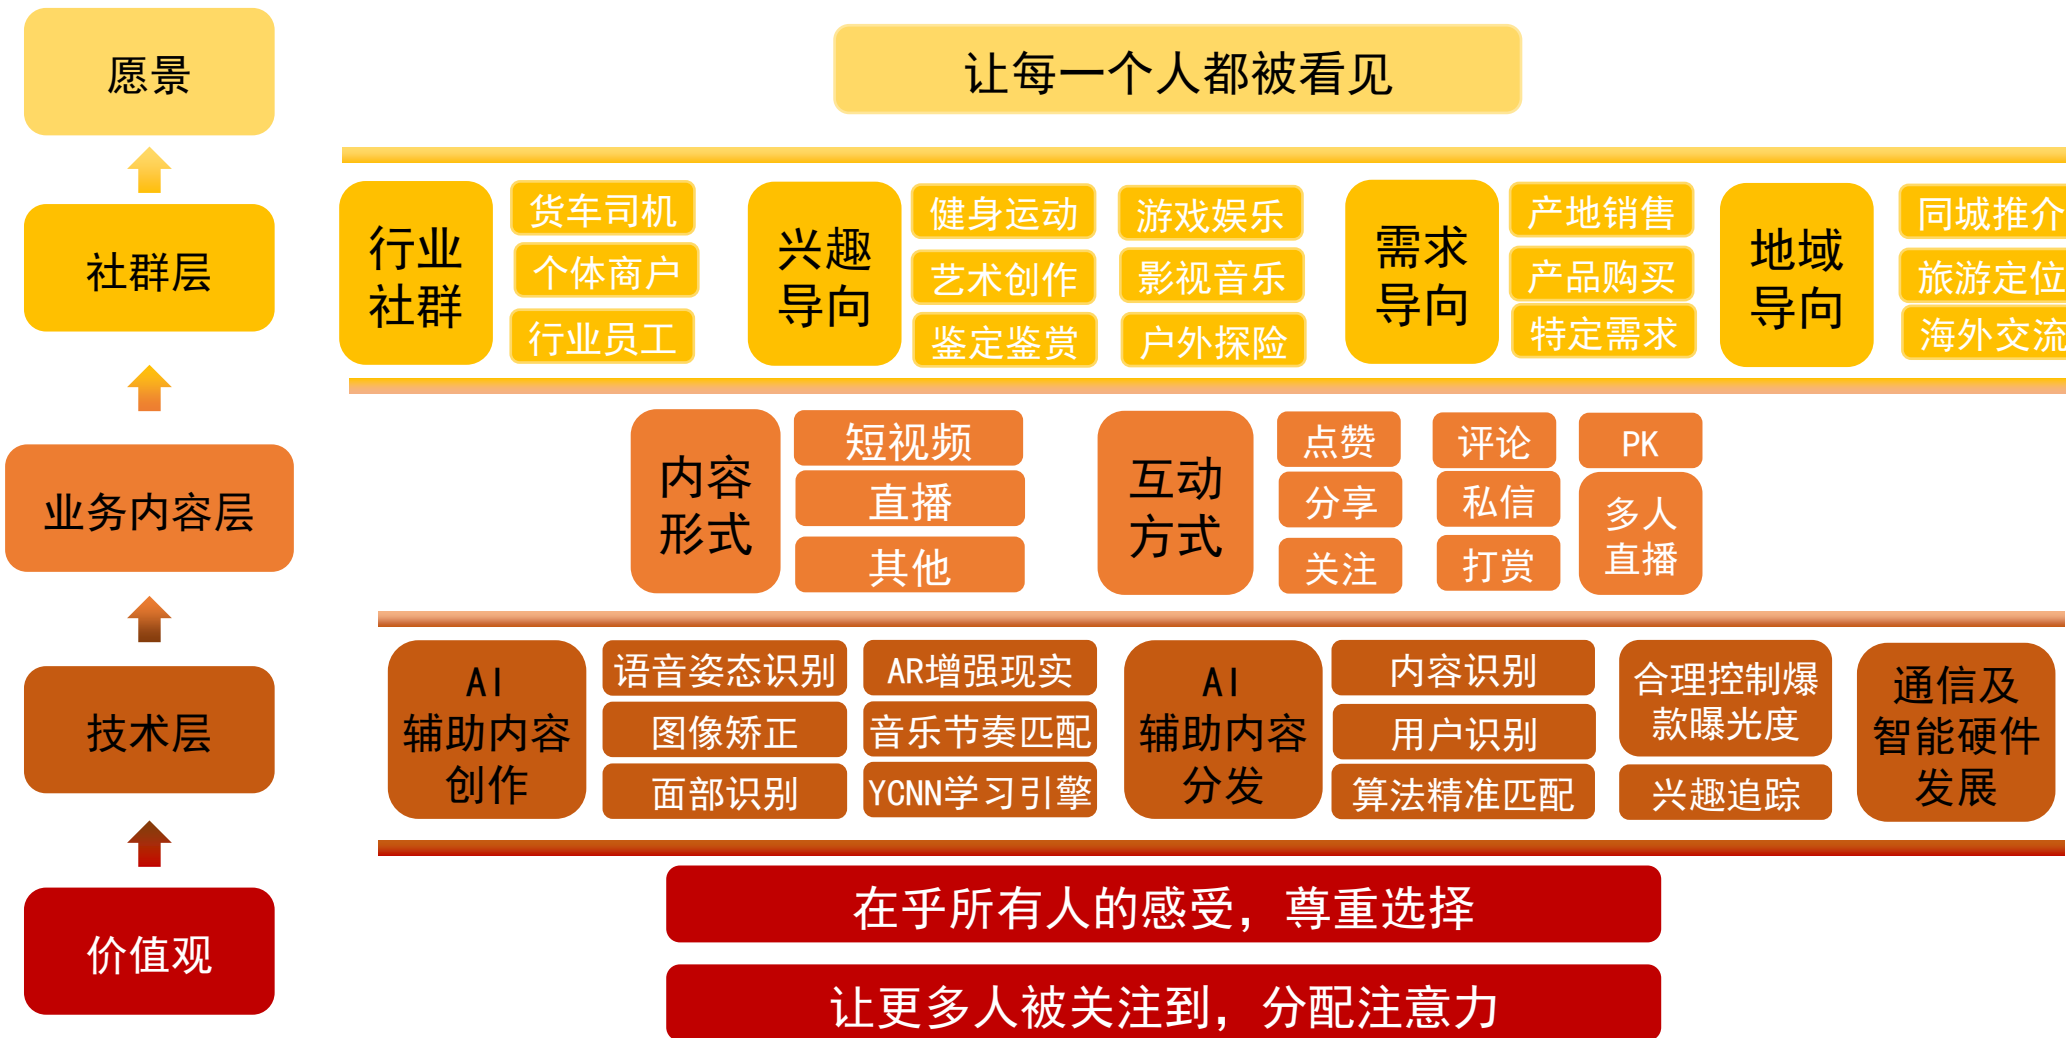 愿景
让每一个人都被看见
社群层
行业
社群
货车司机
个体商户
行业员工
兴趣
导向
健身运动
艺术创作
鉴定鉴赏
游戏娱乐
影视音乐
户外探险
需求
导向
产地销售
产品购买
特定需求
地域
导向
同城推介
旅游定位
海外交流
业务内容层
内容
形式
短视频
直播
其他
互动
方式
点赞
分享
关注
评论
私信
打赏
PK
多人
直播
技术层
AI
辅助内容
创作
语音姿态识别
图像矫正
面部识别
AR增强现实
音乐节奏匹配
YCNN学习引擎
AI
辅助内容
分发
内容识别
用户识别
算法精准匹配
合理控制爆
款曝光度
兴趣追踪
通信及
智能硬件
发展
价值观
在乎所有人的感受，尊重选择
让更多人被关注到，分配注意力